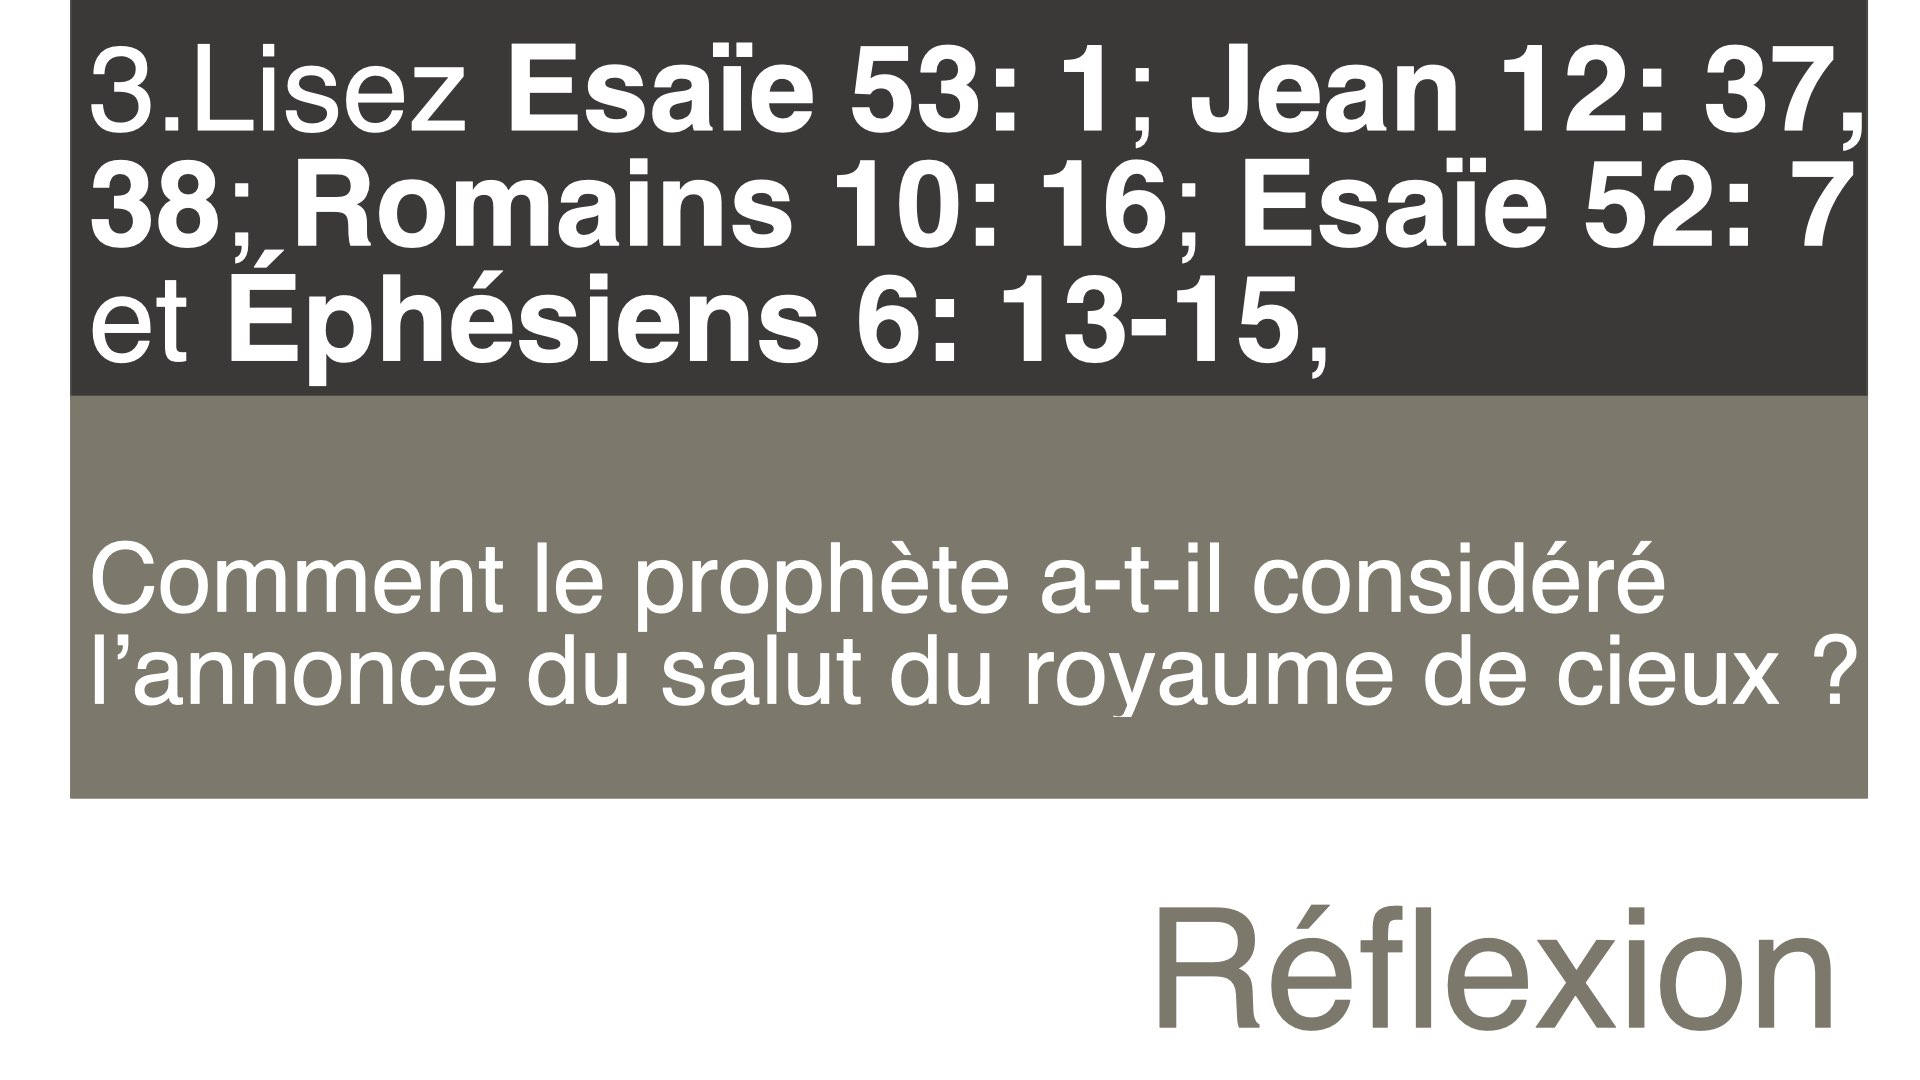 3.Lisez Esaïe 53: 1; Jean 12: 37,
38; Romains 10: 16; Esaïe 52: 7
et Éphésiens 6: 13-15,
Comment le prophète a-t-il considéré
l’annonce du salut du royaume de cieux ?
Réflexion